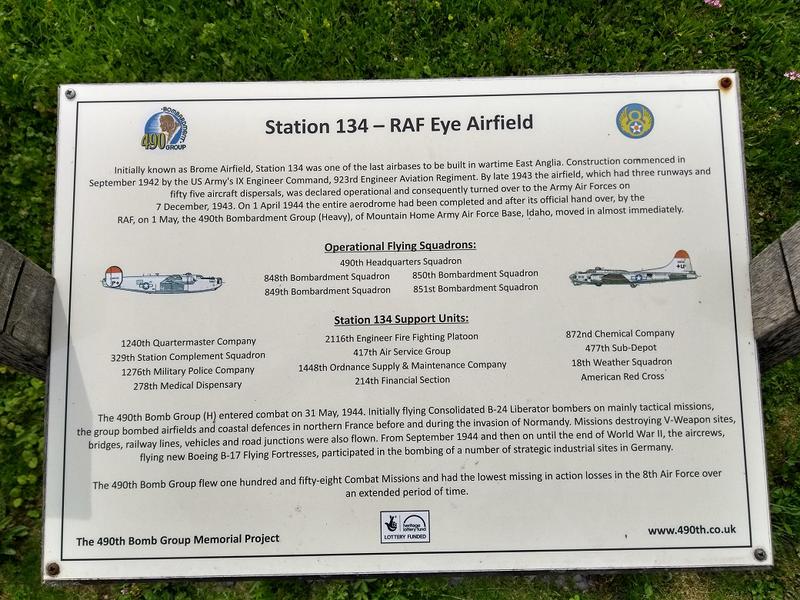 BOMBARDMENT
490
GROUP
Station 134 – RAF Eye Airfield
8
Initially known as Brome Airfield, Station 134 was one of the last airbases to be built in wartime East Anglia. Construction commenced in
September 1942 by the US Army's IX Engineer Command, 923rd Engineer Aviation Regiment. By late 1943 the airfield, which had three runways and
fifty five aircraft dispersals, was declared operational and consequently turned over to the Army Air Forces on
7 December, 1943. On 1 April 1944 the entire aerodrome had been completed and after its official hand over, by the
RAF, on 1 May, the 490th Bombardment Group (Heavy), of Mountain Home Army Air Force Base, Idaho, moved in almost immediately.
Operational Flying Squadrons:
490th Headquarters Squadron
848th Bombardment Squadron 850th Bombardment Squadron
849th Bombardment Squadron 851st Bombardment Squadron
Station 134 Support Units:
1240th Quartermaster Company
329th Station Complement Squadron
1276th Military Police Company
278th Medical Dispensary
2116th Engineer Fire Fighting Platoon
417th Air Service Group
1448th Ordnance Supply & Maintenance Company
214th Financial Section
872nd Chemical Company
477th Sub-Depot
18th Weather Squadron
American Red Cross
The 490th Bomb Group (H) entered combat on 31 May, 1944. Initially flying Consolidated B-24 Liberator bombers on mainly tactical missions,
the group bombed airfields and coastal defences in northern France before and during the invasion of Normandy. Missions destroying V-Weapon sites,
bridges, railway lines, vehicles and road junctions were also flown. From September 1944 and then on until the end of World War II, the aircrews,
flying new Boeing B-17 Flying Fortresses, participated in the bombing of a number of strategic industrial sites in Germany.
The 490th Bomb Group flew one hundred and fifty-eight Combat Missions and had the lowest missing in action losses in the 8th Air Force over
an extended period of time.
The 490th Bomb Group Memorial Project
heritage
lottery fund
LOTTERY FUNDED
www.490th.co.uk